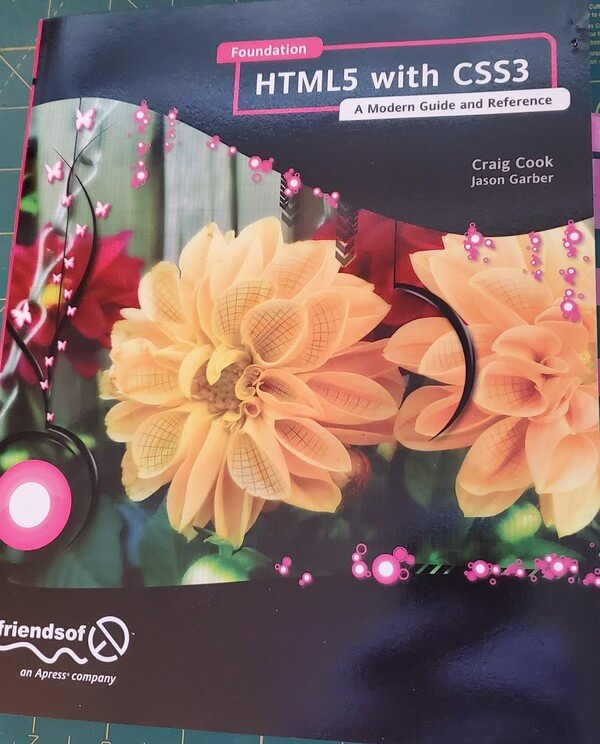 Foundation
HTML5 with CSS3
A Modern Guide and Reference
Craig Cook
Jason Garber
friendsof
an Apress® company